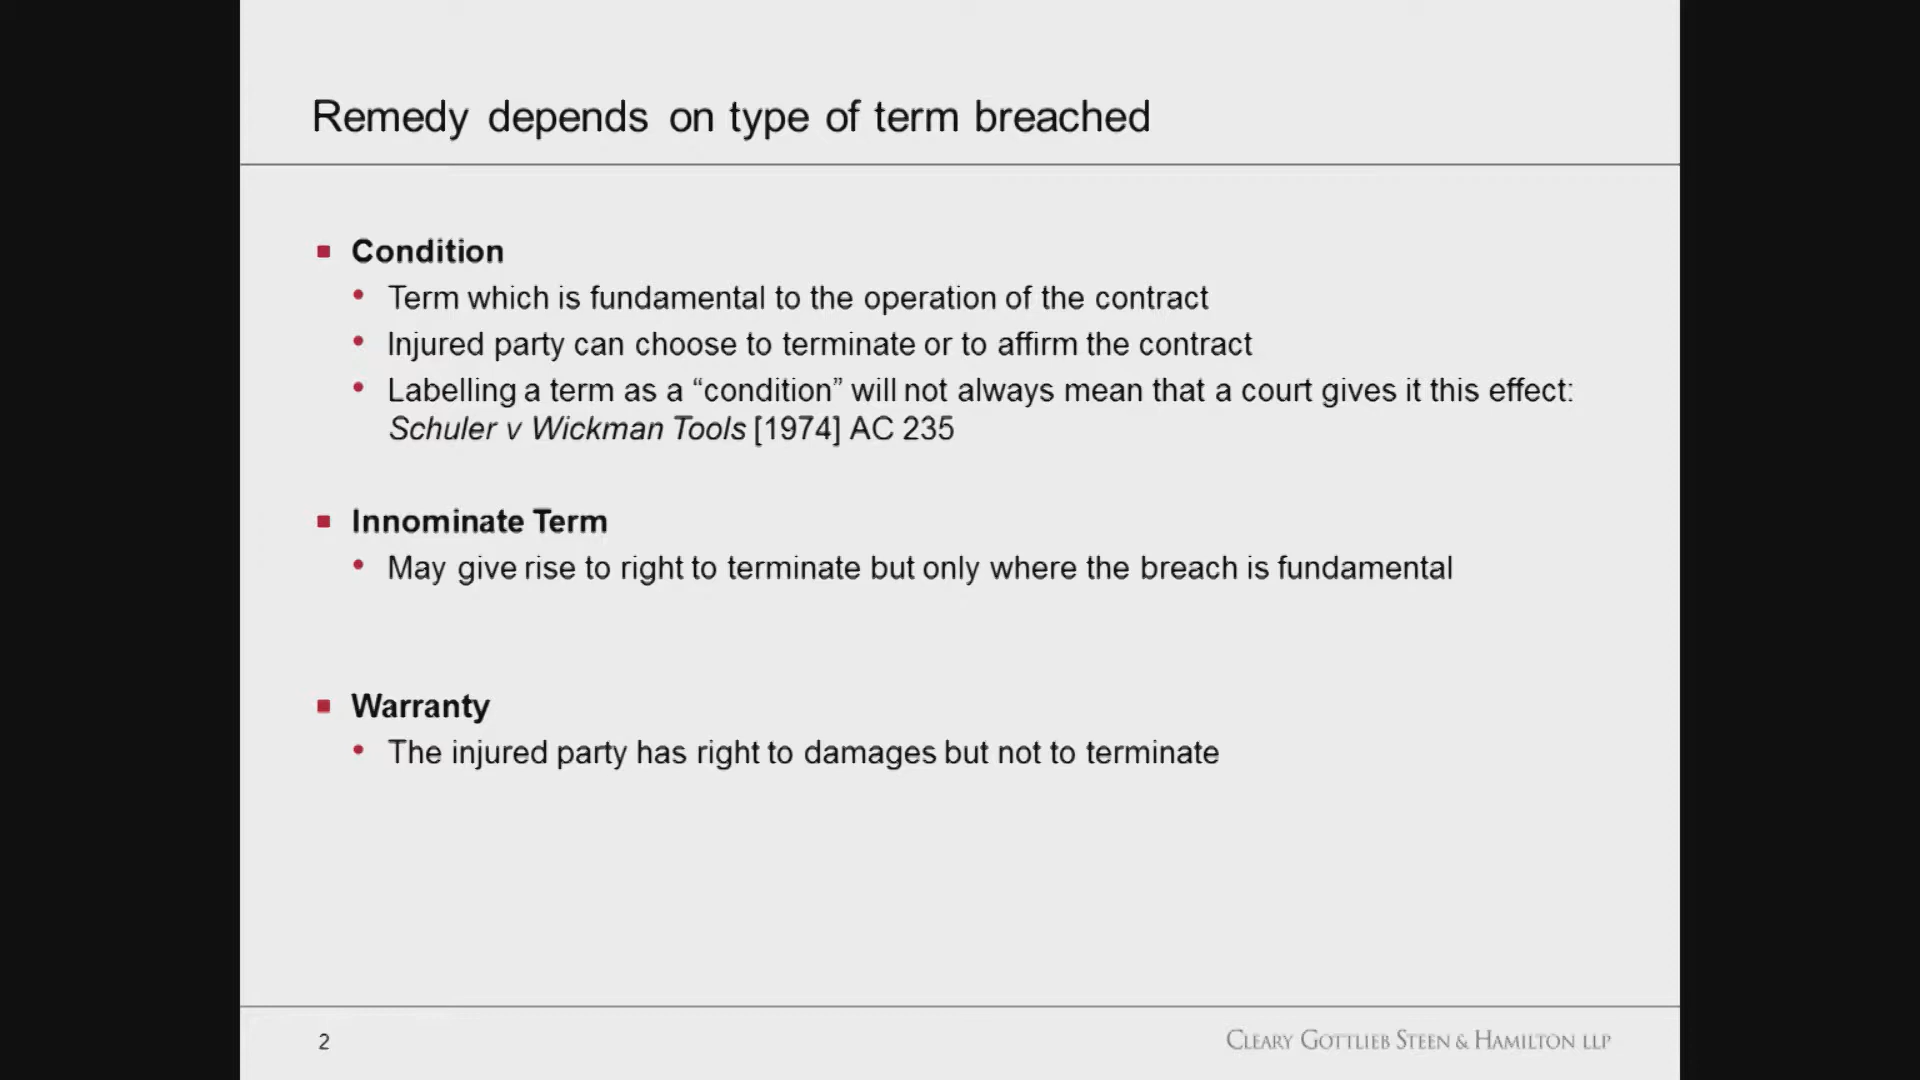 Remedy depends on type of term breached
Condition
Term which is fundamental to the operation of the contract
Injured party can choose to terminate or to affirm the contract
Labelling a term as a “condition” will not always mean that a court gives it this effect:
Schuler v Wickman Tools [1974] AC 235
Innominate Term
May give rise to right to terminate but only where the breach is fundamental
Warranty
The injured party has right to damages but not to terminate
2
CLEARY GOTTLIEB STEEN & HAMILTON LLP